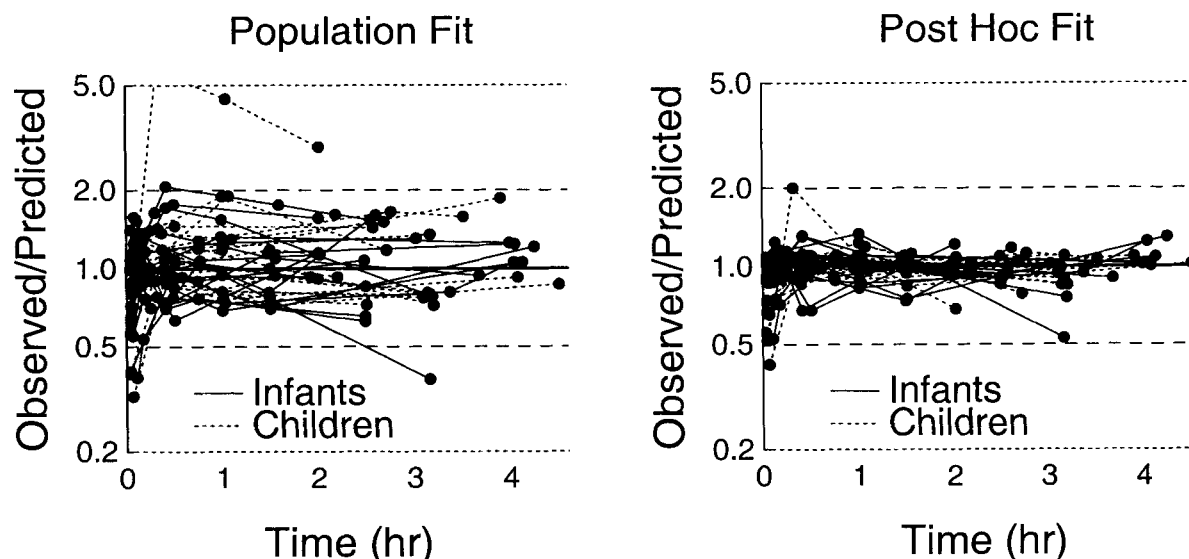 Population Fit
Observed/Predicted
5.0
2.0
1.0
0.5
0.2
Infants
Children
0 1 2 3 4
Time (hr)
Post Hoc Fit
Observed/Predicted
5.0
2.0
1.0
0.5
0.2
Infants
Children
0 1 2 3 4
Time (hr)